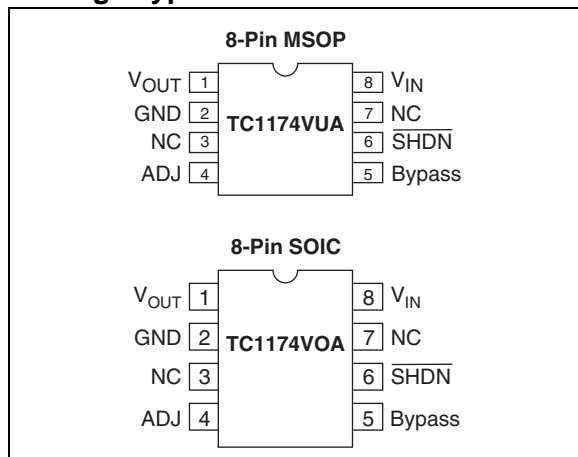 8-Pin MSOP
VOUT 1 8 VIN
GND 2 TC1174VUA 7 NC
NC 3 6 SHDN
ADJ 4 5 Bypass
8-Pin SOIC
VOUT 1 8 VIN
GND 2 TC1174VOA 7 NC
NC 3 6 SHDN
ADJ 4 5 Bypass